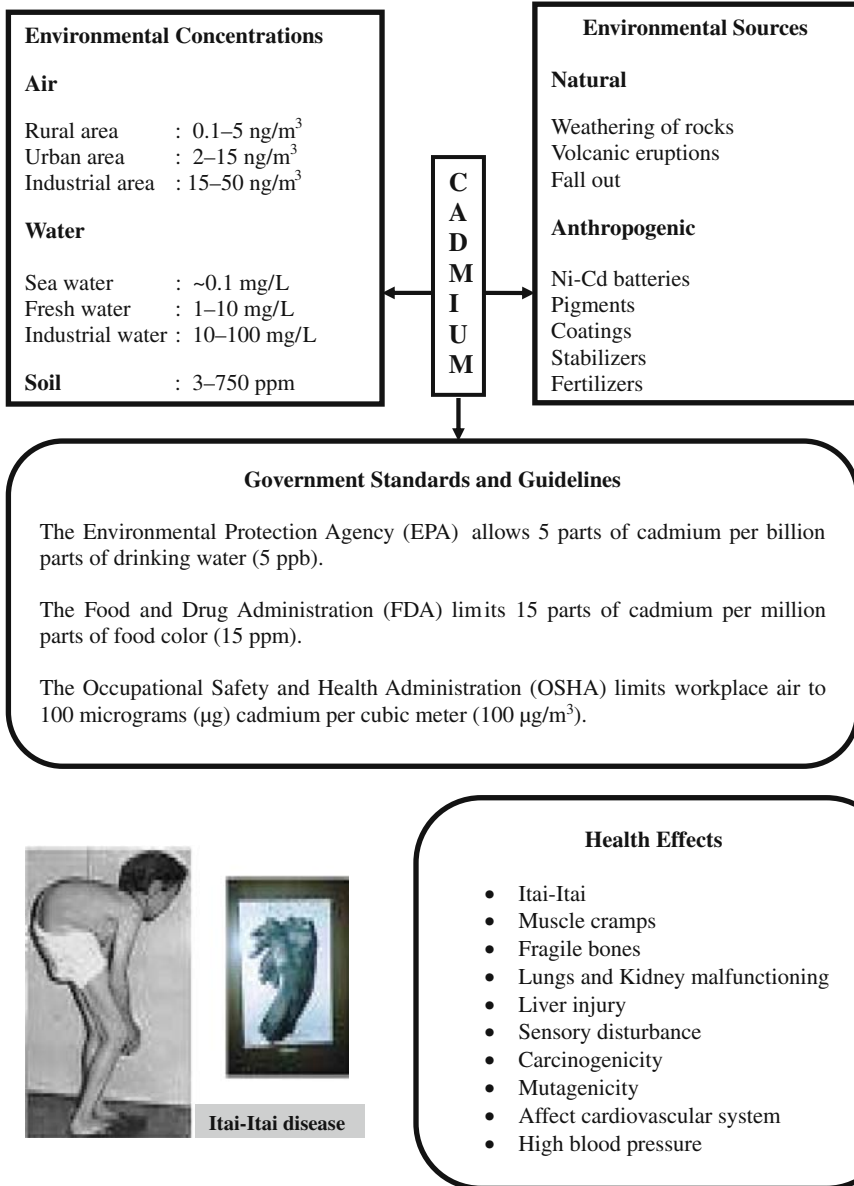 Environmental Concentrations
Air
Rural area : 0.1–5 ng/m³
Urban area : 2–15 ng/m³
Industrial area : 15–50 ng/m³
Water
Sea water : ~0.1 mg/L
Fresh water : 1–10 mg/L
Industrial water : 10–100 mg/L
Soil : 3–750 ppm
C
A
D
M
I
U
M
Environmental Sources
Natural
Weathering of rocks
Volcanic eruptions
Fall out
Anthropogenic
Ni-Cd batteries
Pigments
Coatings
Stabilizers
Fertilizers
Government Standards and Guidelines
The Environmental Protection Agency (EPA) allows 5 parts of cadmium per billion
parts of drinking water (5 ppb).
The Food and Drug Administration (FDA) limits 15 parts of cadmium per million
parts of food color (15 ppm).
The Occupational Safety and Health Administration (OSHA) limits workplace air to
100 micrograms (μg) cadmium per cubic meter (100 μg/m³).
Itai-Itai disease
Health Effects
• Itai-Itai
• Muscle cramps
• Fragile bones
• Lungs and Kidney malfunctioning
• Liver injury
• Sensory disturbance
• Carcinogenicity
• Mutagenicity
• Affect cardiovascular system
• High blood pressure